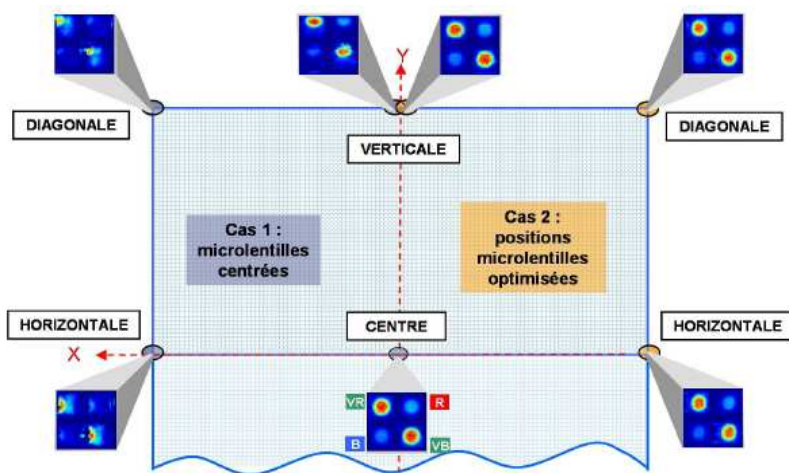 Y
DIAGONALE
VERTICALE
DIAGONALE
Cas 1 :
microlentilles
centrées
Cas 2 :
positions
microlentilles
optimisées
HORIZONTALE
CENTRE
HORIZONTALE
X
VR
R
B
VB